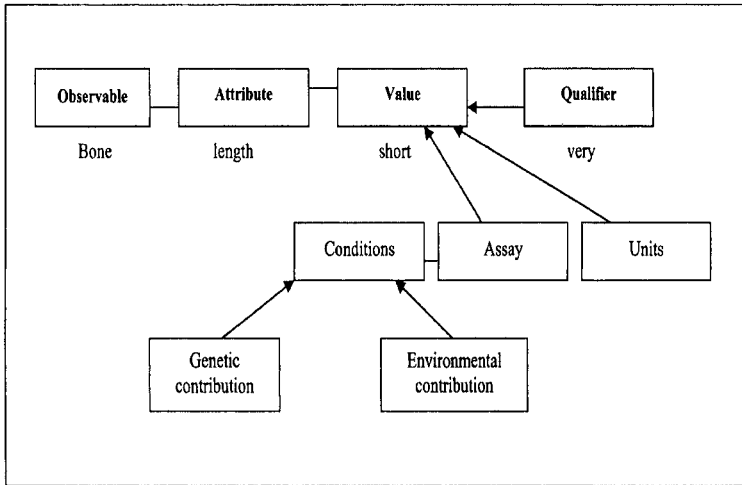 Observable
Attribute
Value
Qualifier
Bone
length
short
very
Conditions
Assay
Units
Genetic
contribution
Environmental
contribution